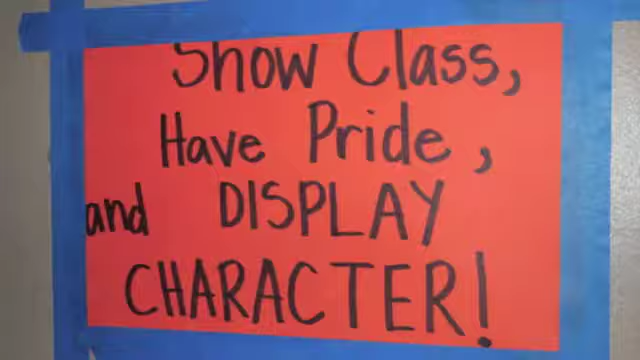 Show Class,
Have Pride,
and DISPLAY
CHARACTER!